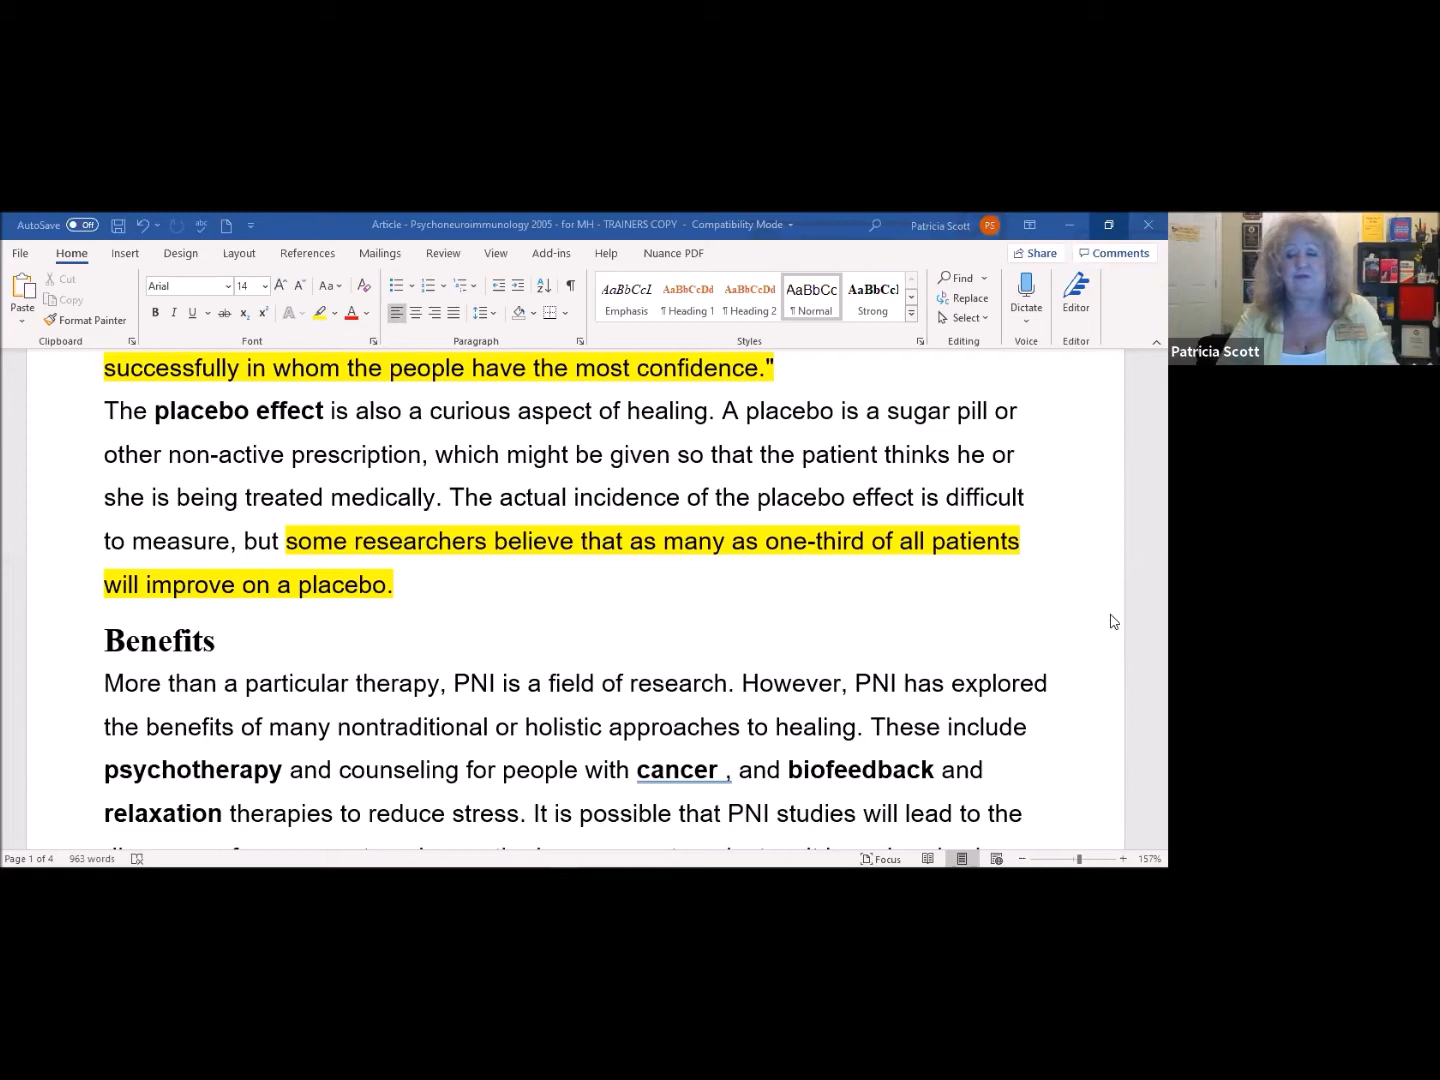 AutoSave Off
Article - Psychoneuroimmunology 2005 - for MH - TRAINERS COPY - Compatibility Mode
Patricia Scott PS
File Home Insert Design Layout References Mailings Review View Add-ins Help Nuance PDF
Share Comments
Paste
Cut
Copy
Format Painter
Clipboard
Arial 14
Font
Paragraph
AaBbCcL AaBbCcDd AaBbCcDd AaBbCc AaBbCcl
Emphasis ¶ Heading 1 ¶ Heading 2 ¶ Normal Strong
Styles
Find
Replace
Select
Editing
Dictate
Voice
Editor
Editor
Patricia Scott
successfully in whom the people have the most confidence."
The placebo effect is also a curious aspect of healing. A placebo is a sugar pill or
other non-active prescription, which might be given so that the patient thinks he or
she is being treated medically. The actual incidence of the placebo effect is difficult
to measure, but some researchers believe that as many as one-third of all patients
will improve on a placebo.
Benefits
More than a particular therapy, PNI is a field of research. However, PNI has explored
the benefits of many nontraditional or holistic approaches to healing. These include
psychotherapy and counseling for people with cancer , and biofeedback and
relaxation therapies to reduce stress. It is possible that PNI studies will lead to the
Page 1 of 4 963 words
Focus
157%